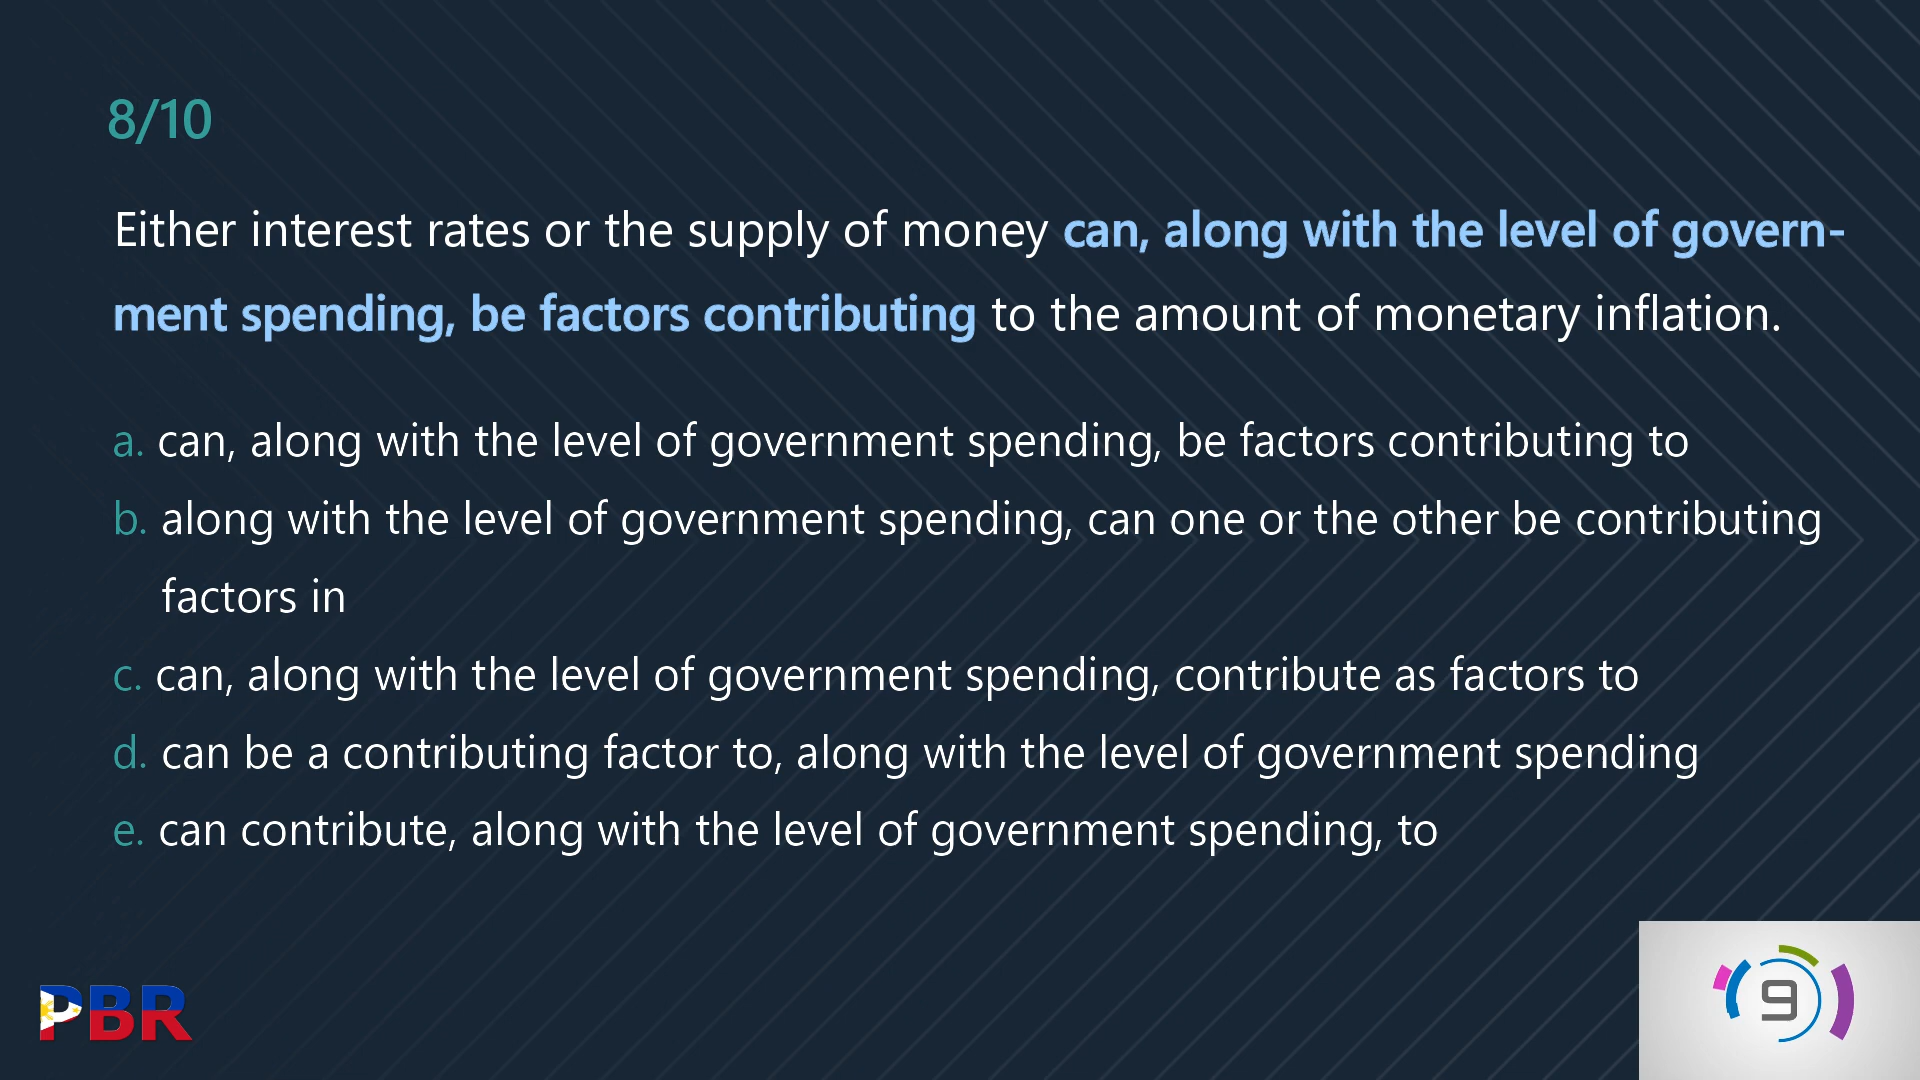 8/10
Either interest rates or the supply of money can, along with the level of govern-
ment spending, be factors contributing to the amount of monetary inflation.
a. can, along with the level of government spending, be factors contributing to
b. along with the level of government spending, can one or the other be contributing
factors in
c. can, along with the level of government spending, contribute as factors to
d. can be a contributing factor to, along with the level of government spending
e. can contribute, along with the level of government spending, to
PBR
9